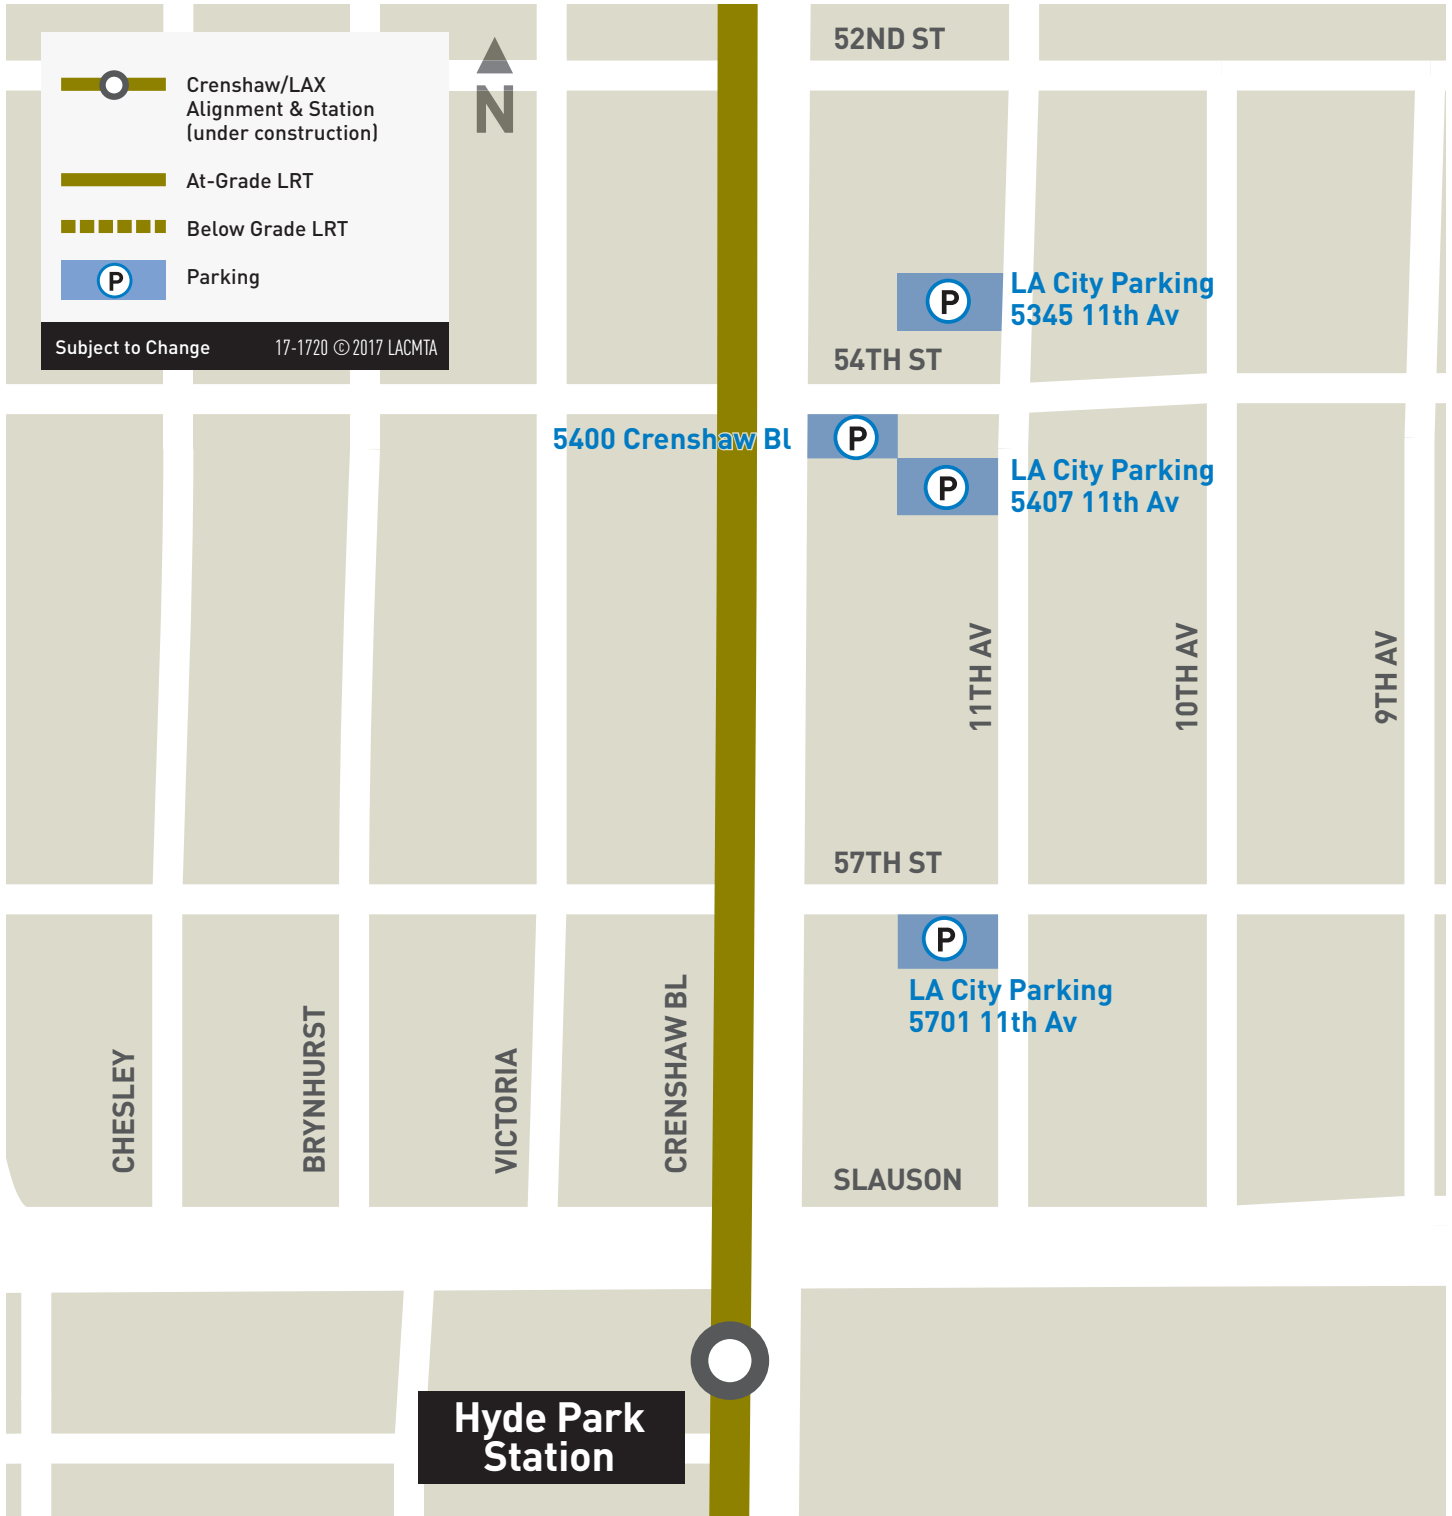 52ND ST
Crenshaw/LAX
Alignment & Station
(under construction)
At-Grade LRT
Below Grade LRT
P
Parking
Subject to Change
17-1720 © 2017 LACMTA
N
P
LA City Parking
5345 11th Av
54TH ST
5400 Crenshaw Bl
P
P
LA City Parking
5407 11th Av
11TH AV
10TH AV
9TH AV
57TH ST
P
LA City Parking
5701 11th Av
CHESLEY
BRYNHURST
VICTORIA
CRENSHAW BL
SLAUSON
Hyde Park
Station